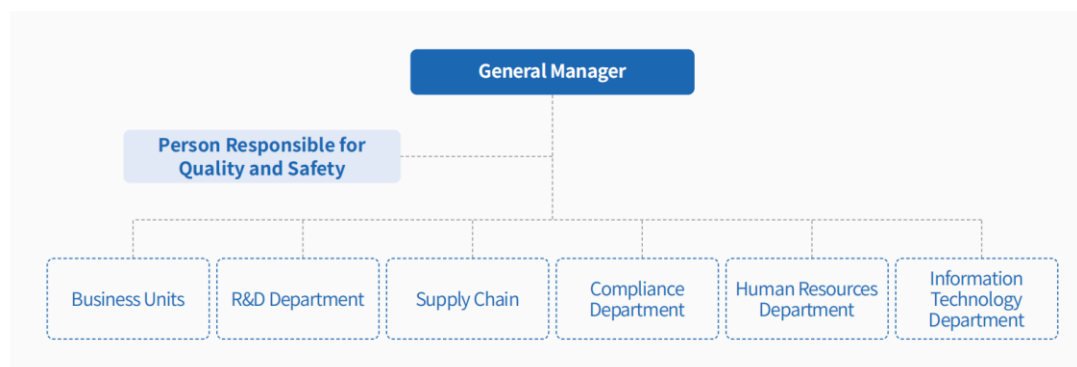 General Manager
Person Responsible for
Quality and Safety
Business Units
R&D Department
Supply Chain
Compliance
Department
Human Resources
Department
Information
Technology
Department